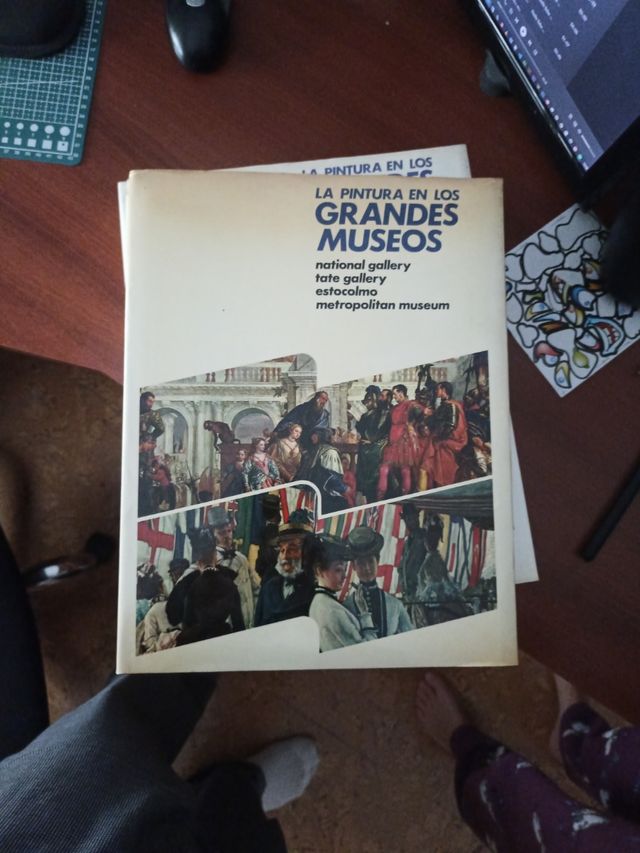 LA PINTURA EN LOS
LA PINTURA EN LOS
GRANDES
MUSEOS
national gallery
tate gallery
estocolmo
metropolitan museum